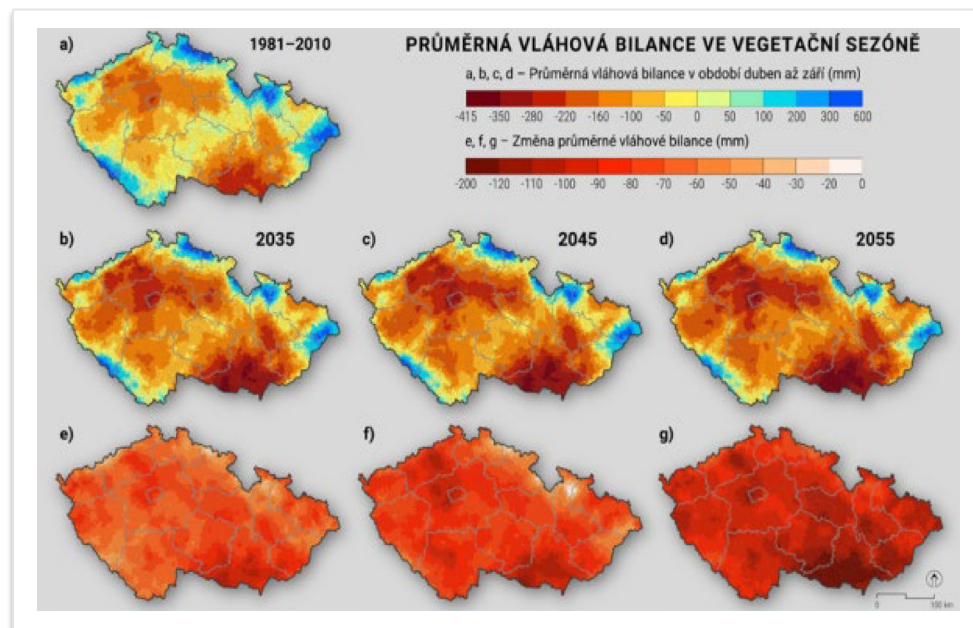 a)
1981–2010
PRŮMĚRNÁ VLÁHOVÁ BILANCE VE VEGETAČNÍ SEZÓNĚ
a, b, c, d – Průměrná vláhová bilance v období duben až září (mm)
-415 -350 -280 -220 -160 -100 -50 0 50 100 200 300 600
e, f, g – Změna průměrné vláhové bilance (mm)
-200 -120 -110 -100 -90 -70 -60 -50 -40 -30 -20 0
b) 2035
c) 2045
d) 2055
e)
f)
g)
0 100 km